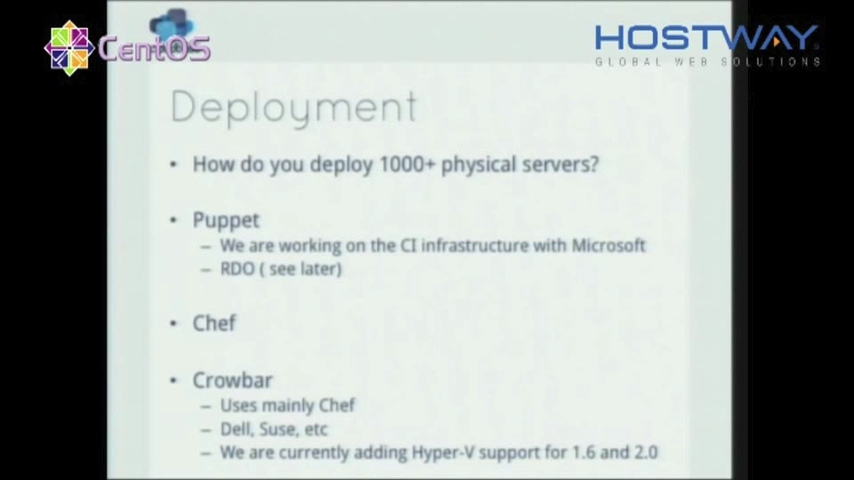 CentOS
HOSTWAY
GLOBAL WEB SOLUTIONS
Deployment
• How do you deploy 1000+ physical servers?
• Puppet
– We are working on the CI infrastructure with Microsoft
– RDO ( see later)
• Chef
• Crowbar
– Uses mainly Chef
– Dell, Suse, etc
– We are currently adding Hyper-V support for 1.6 and 2.0